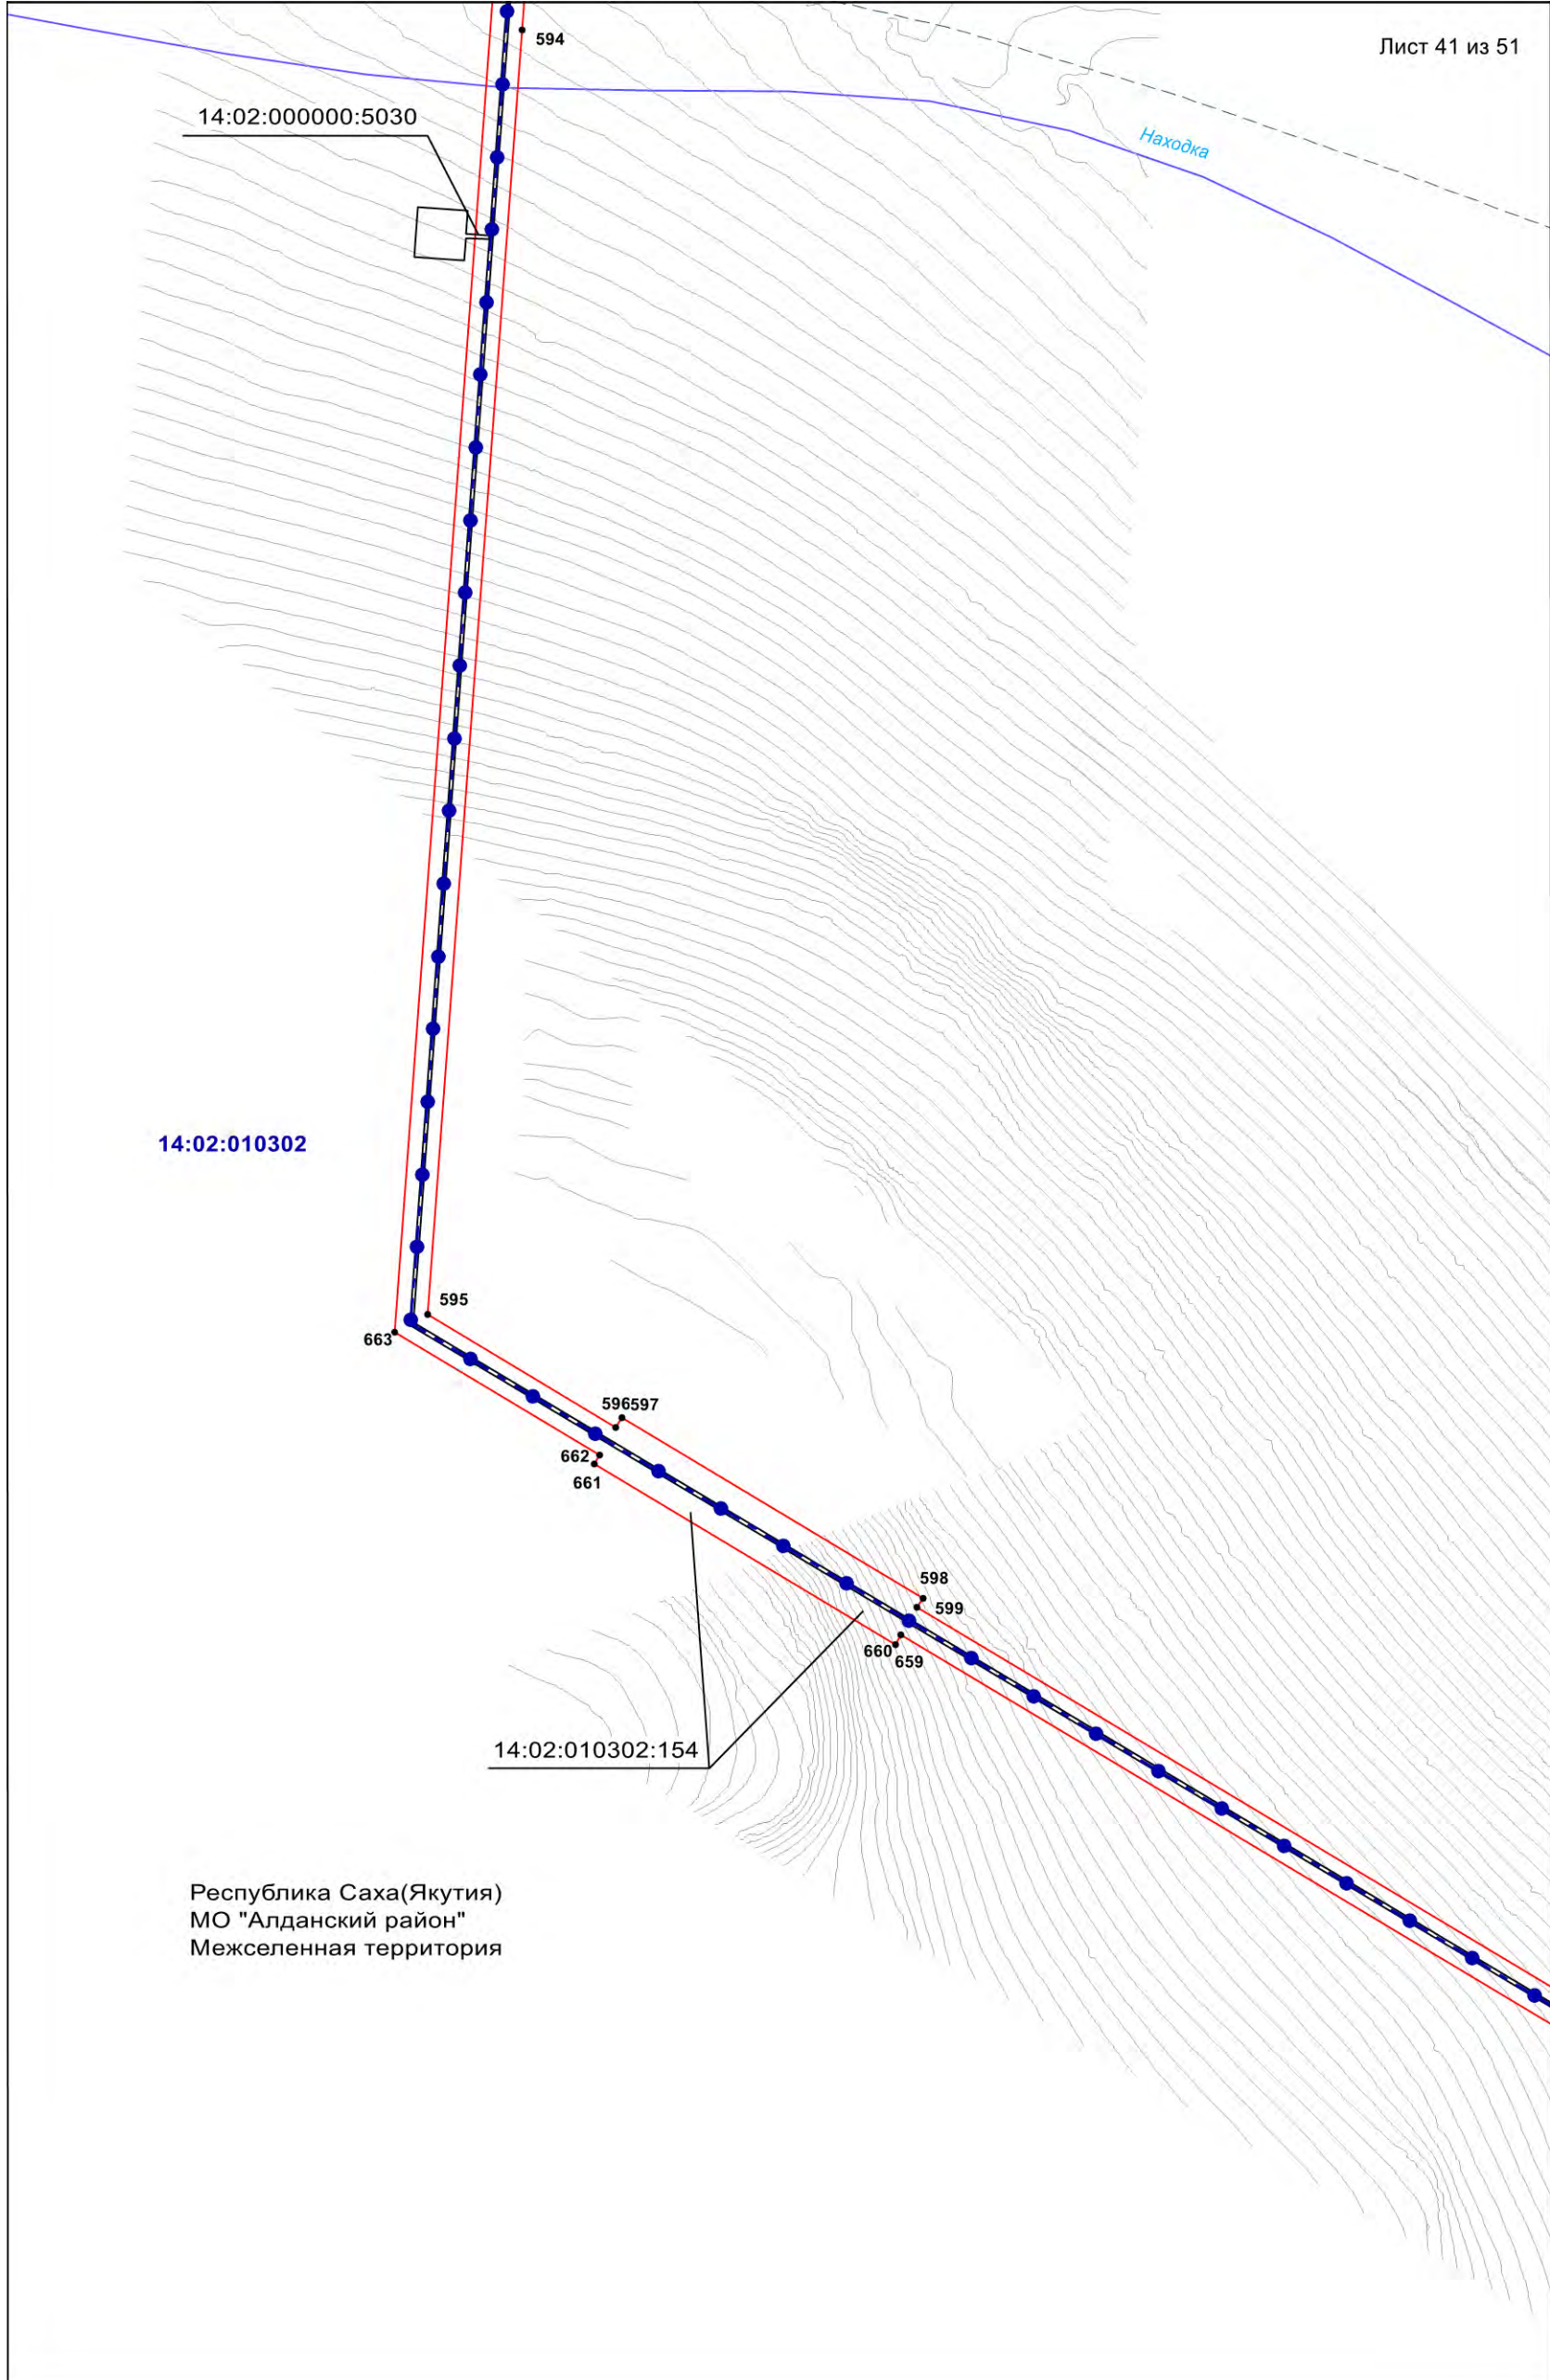 594
Лист 41 из 51
14:02:000000:5030
Находка
14:02:010302
595
663
596597
662
661
598
599
660
659
14:02:010302:154
Республика Саха(Якутия)
МО "Алданский район"
Межселенная территория